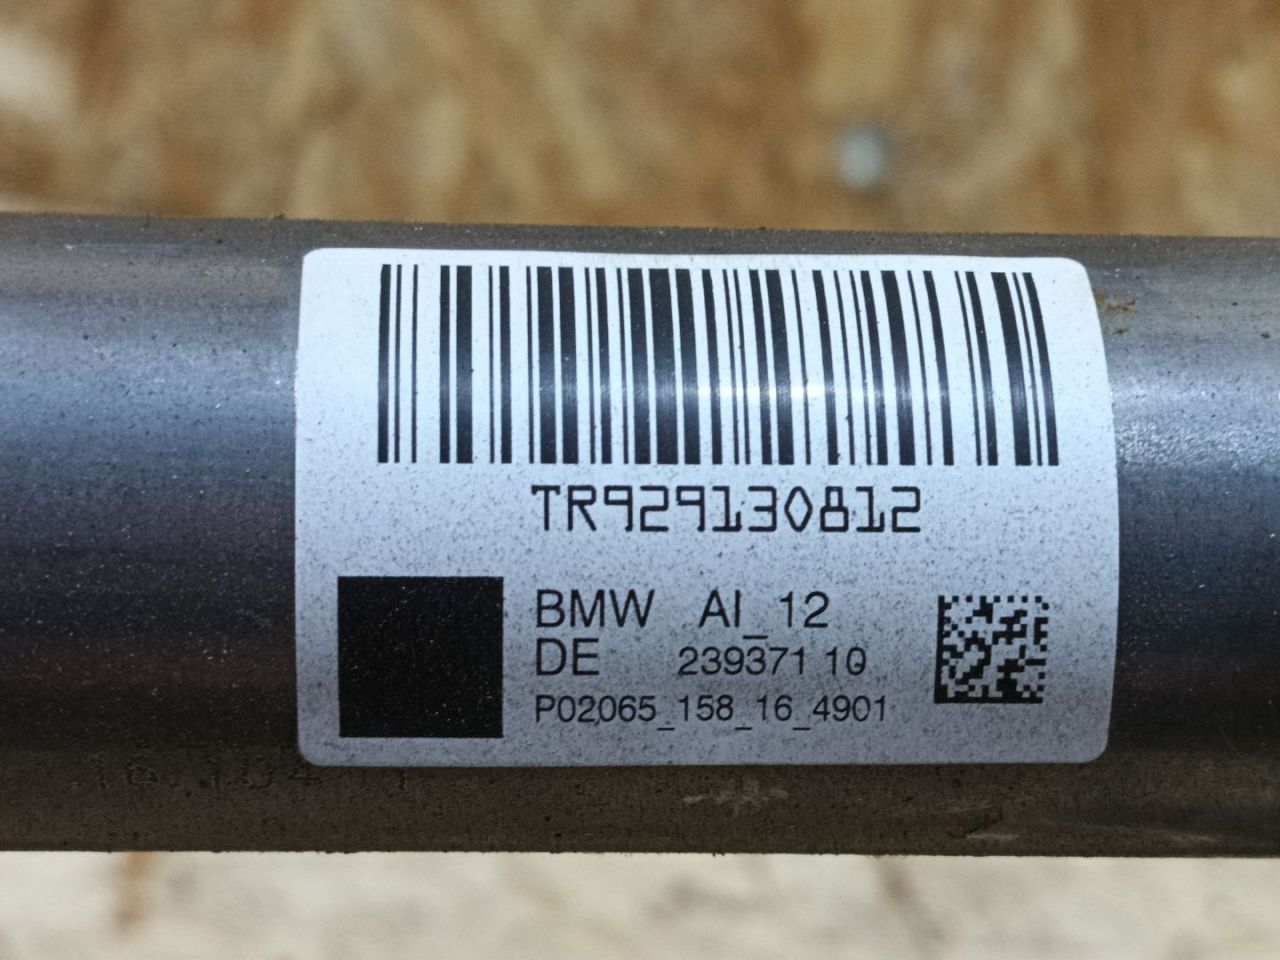 TR929130812
BMW AI_12
DE 239371 10
P02065_158_16_4901